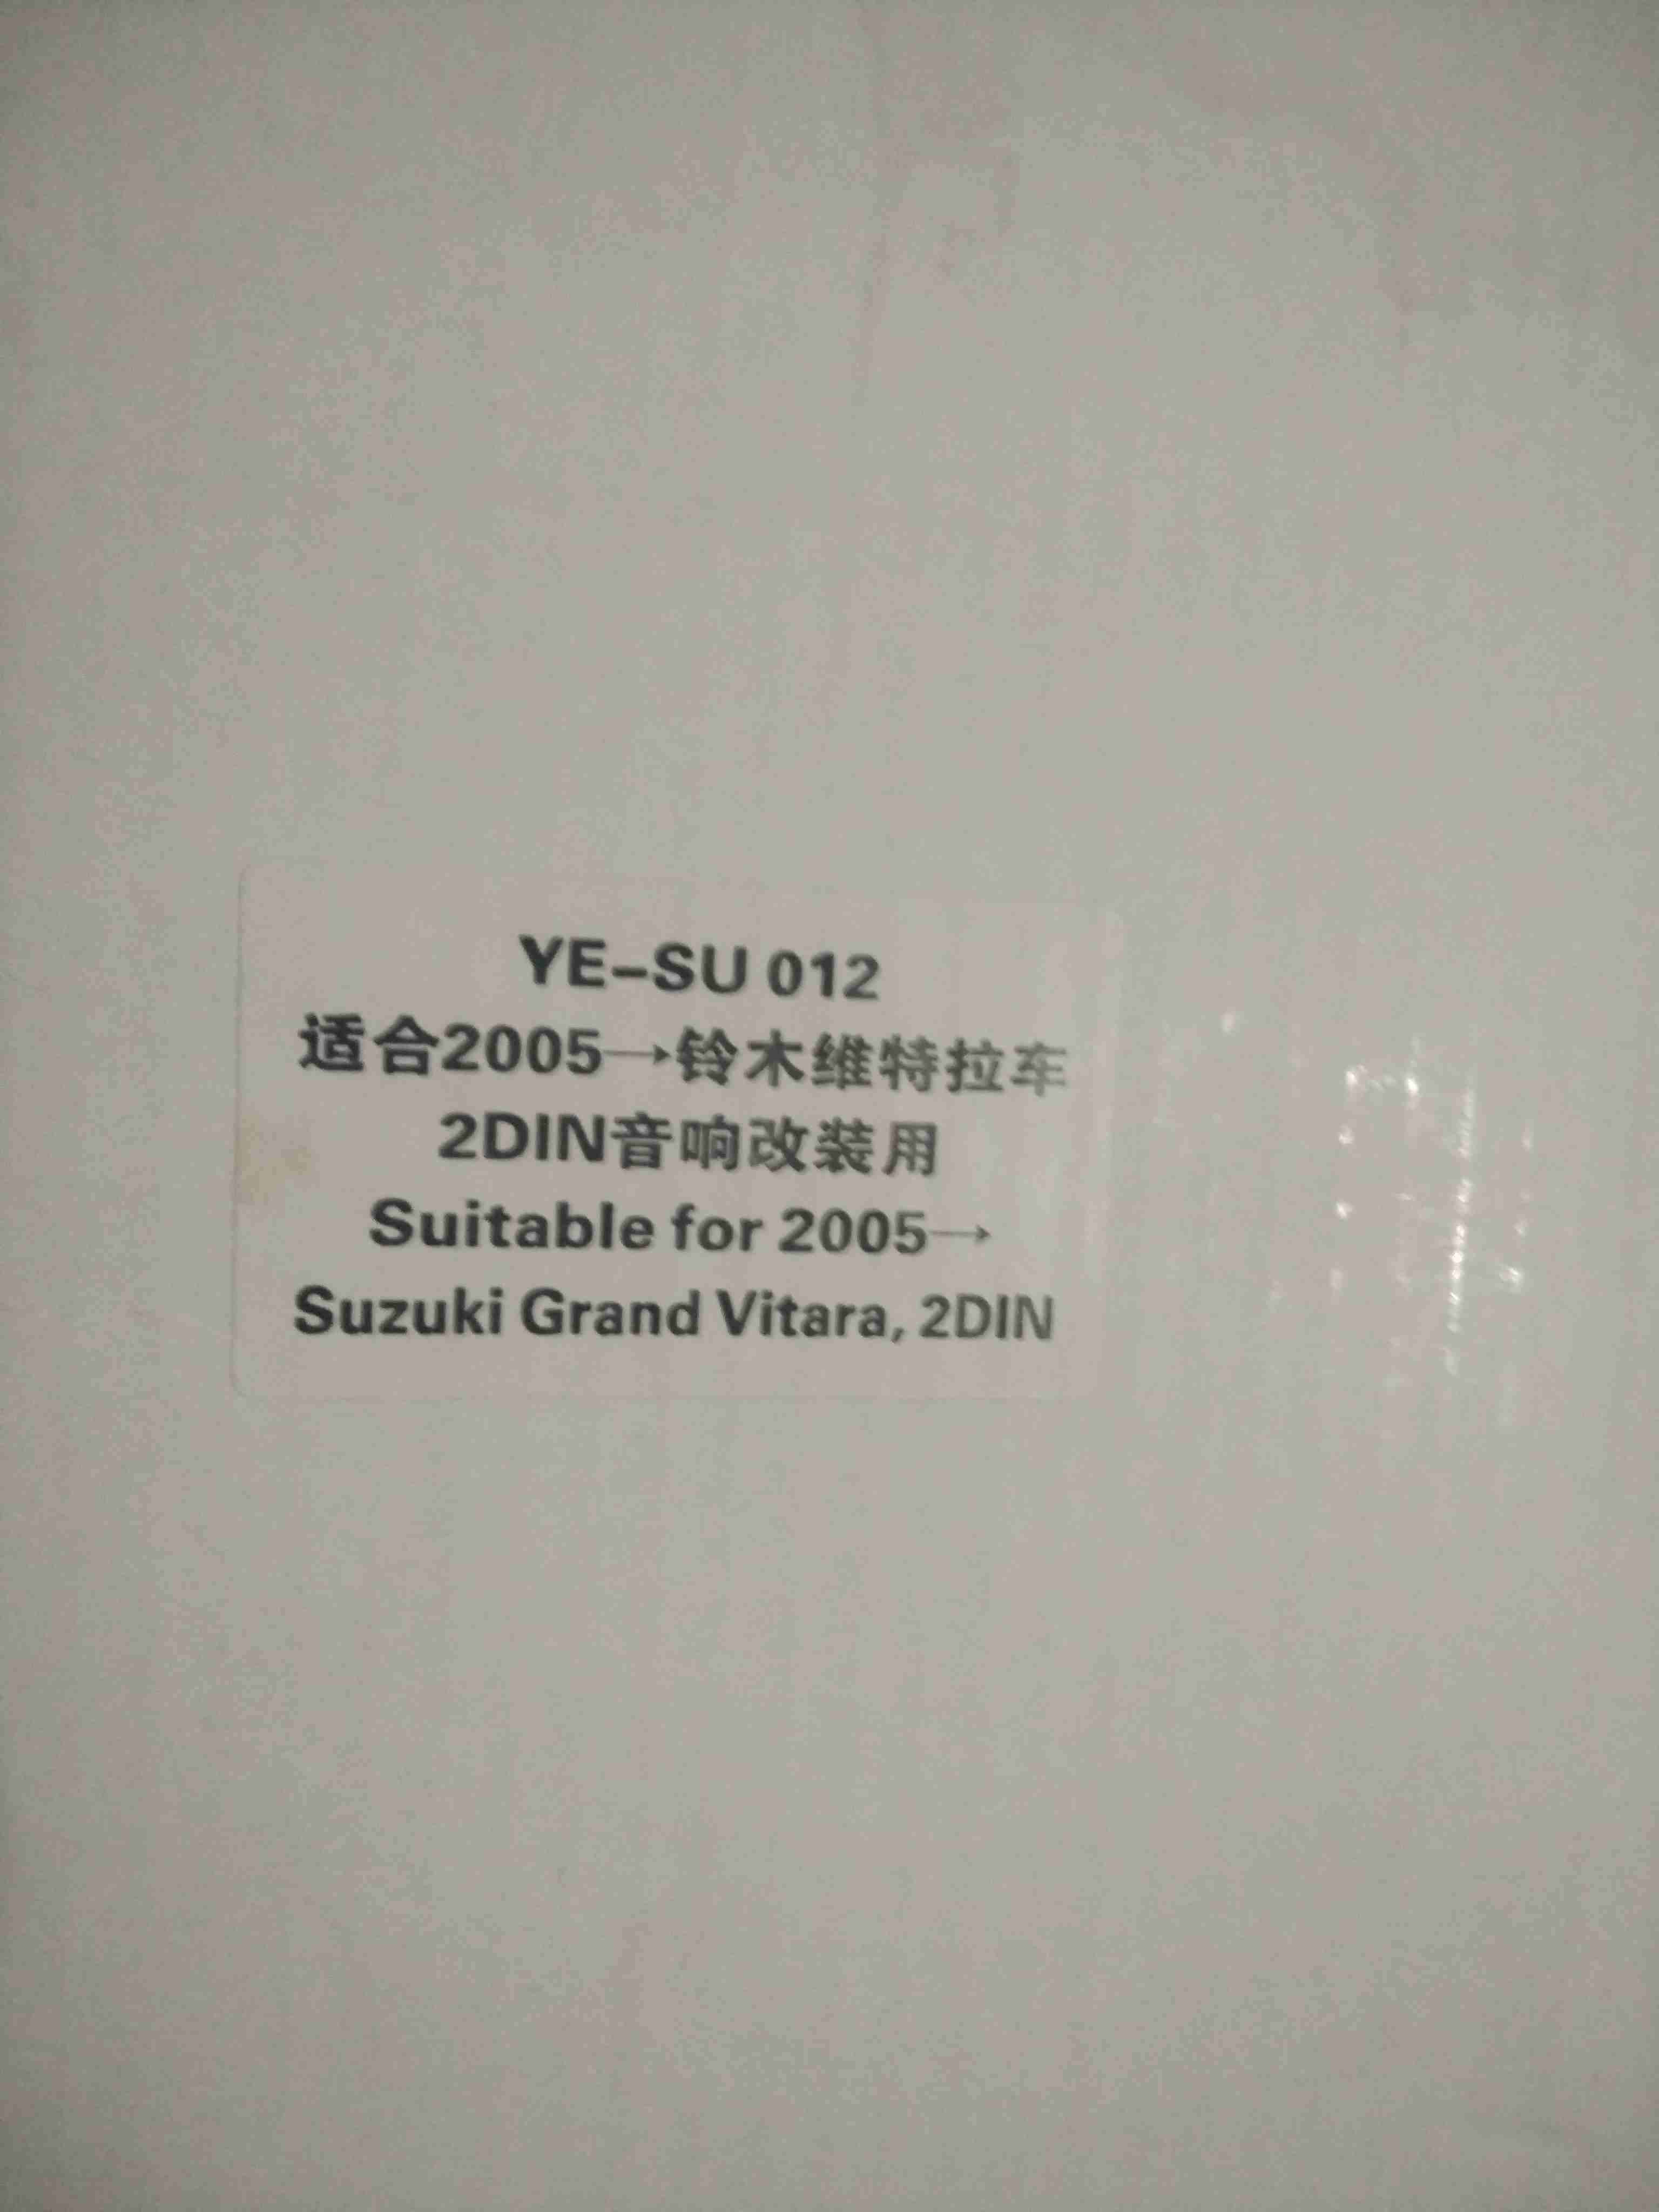 YE-SU 012
适合2005→铃木维特拉车
2DIN音响改装用
Suitable for 2005→
Suzuki Grand Vitara, 2DIN